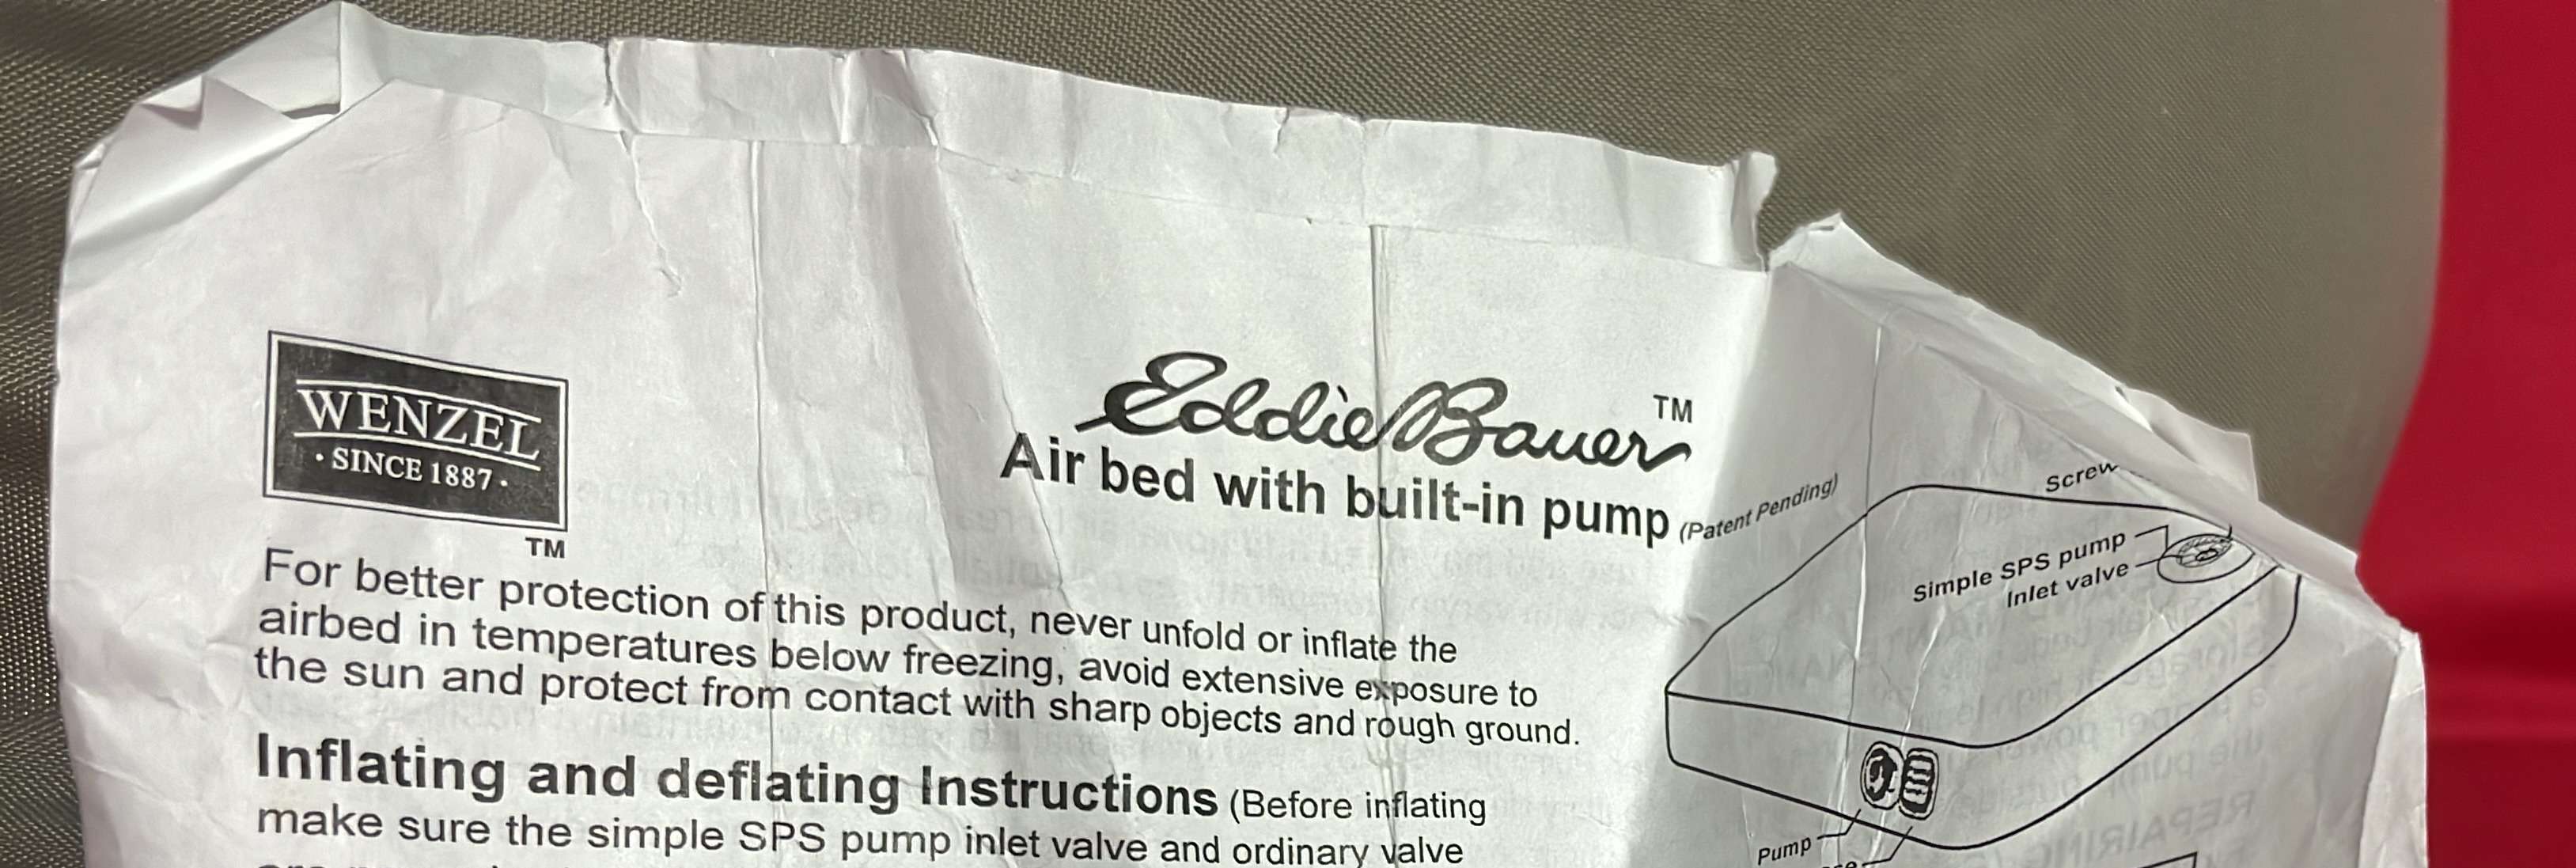 WENZEL
· SINCE 1887 ·
TM
Eddie Bauer TM
Air bed with built-in pump (Patent Pending)
For better protection of this product, never unfold or inflate the
airbed in temperatures below freezing, avoid extensive exposure to
the sun and protect from contact with sharp objects and rough ground.
Inflating and deflating Instructions (Before inflating
make sure the simple SPS pump inlet valve and ordinary valve
Screw
Simple SPS pump
Inlet valve
Pump